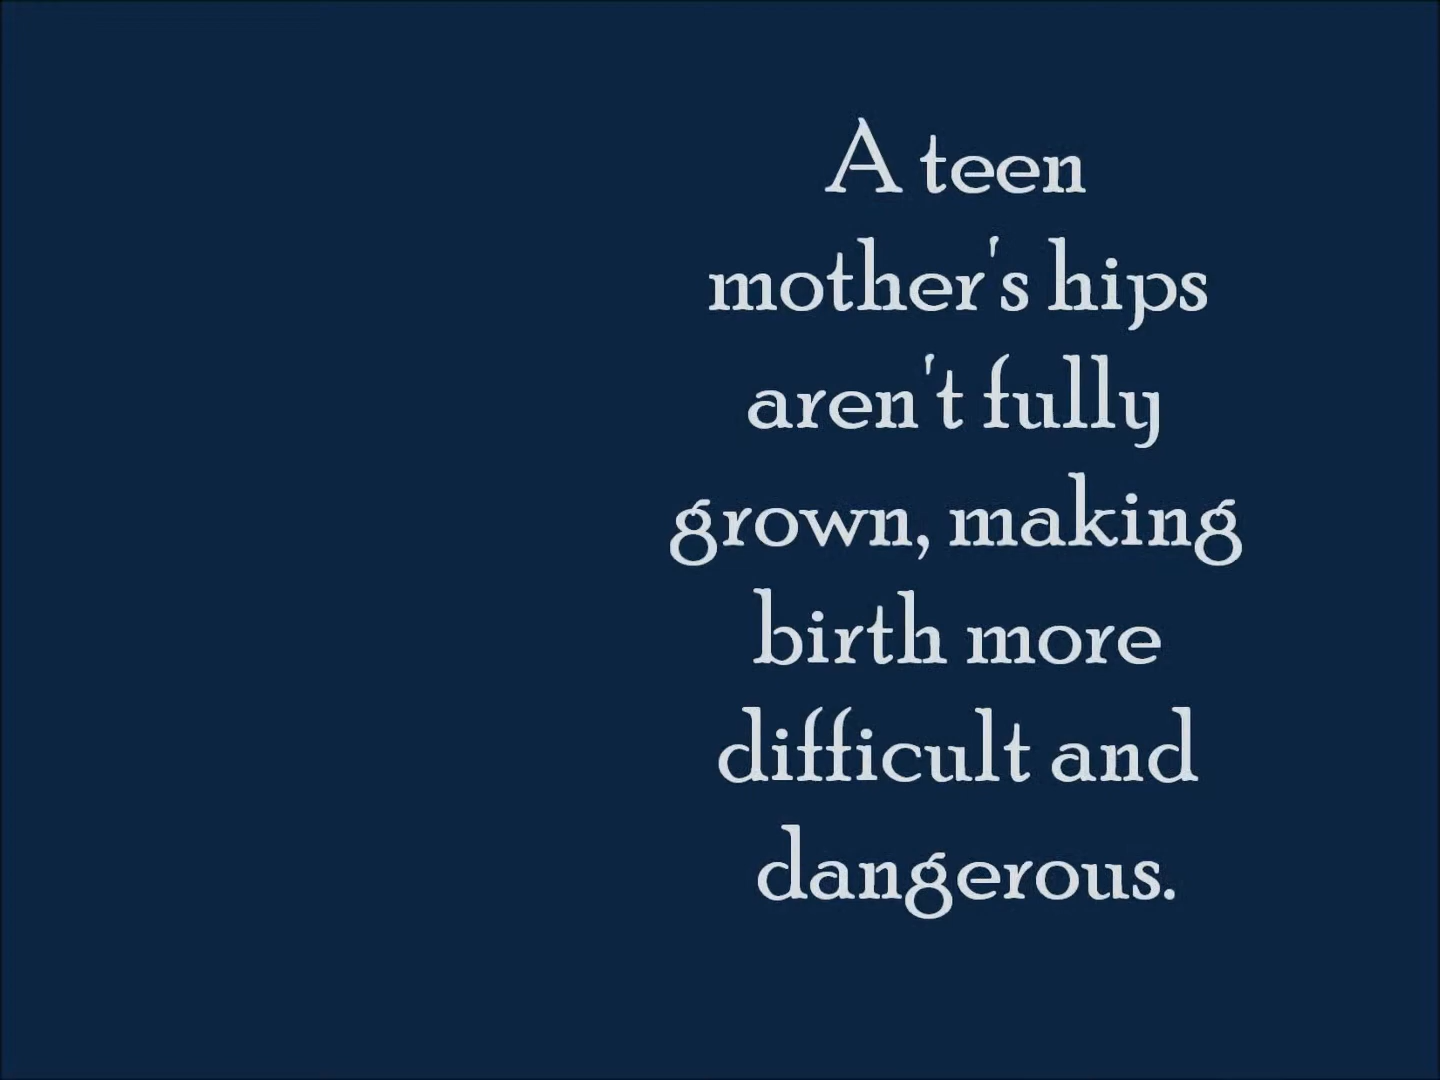 A teen
mother's hips
aren't fully
grown, making
birth more
difficult and
dangerous.